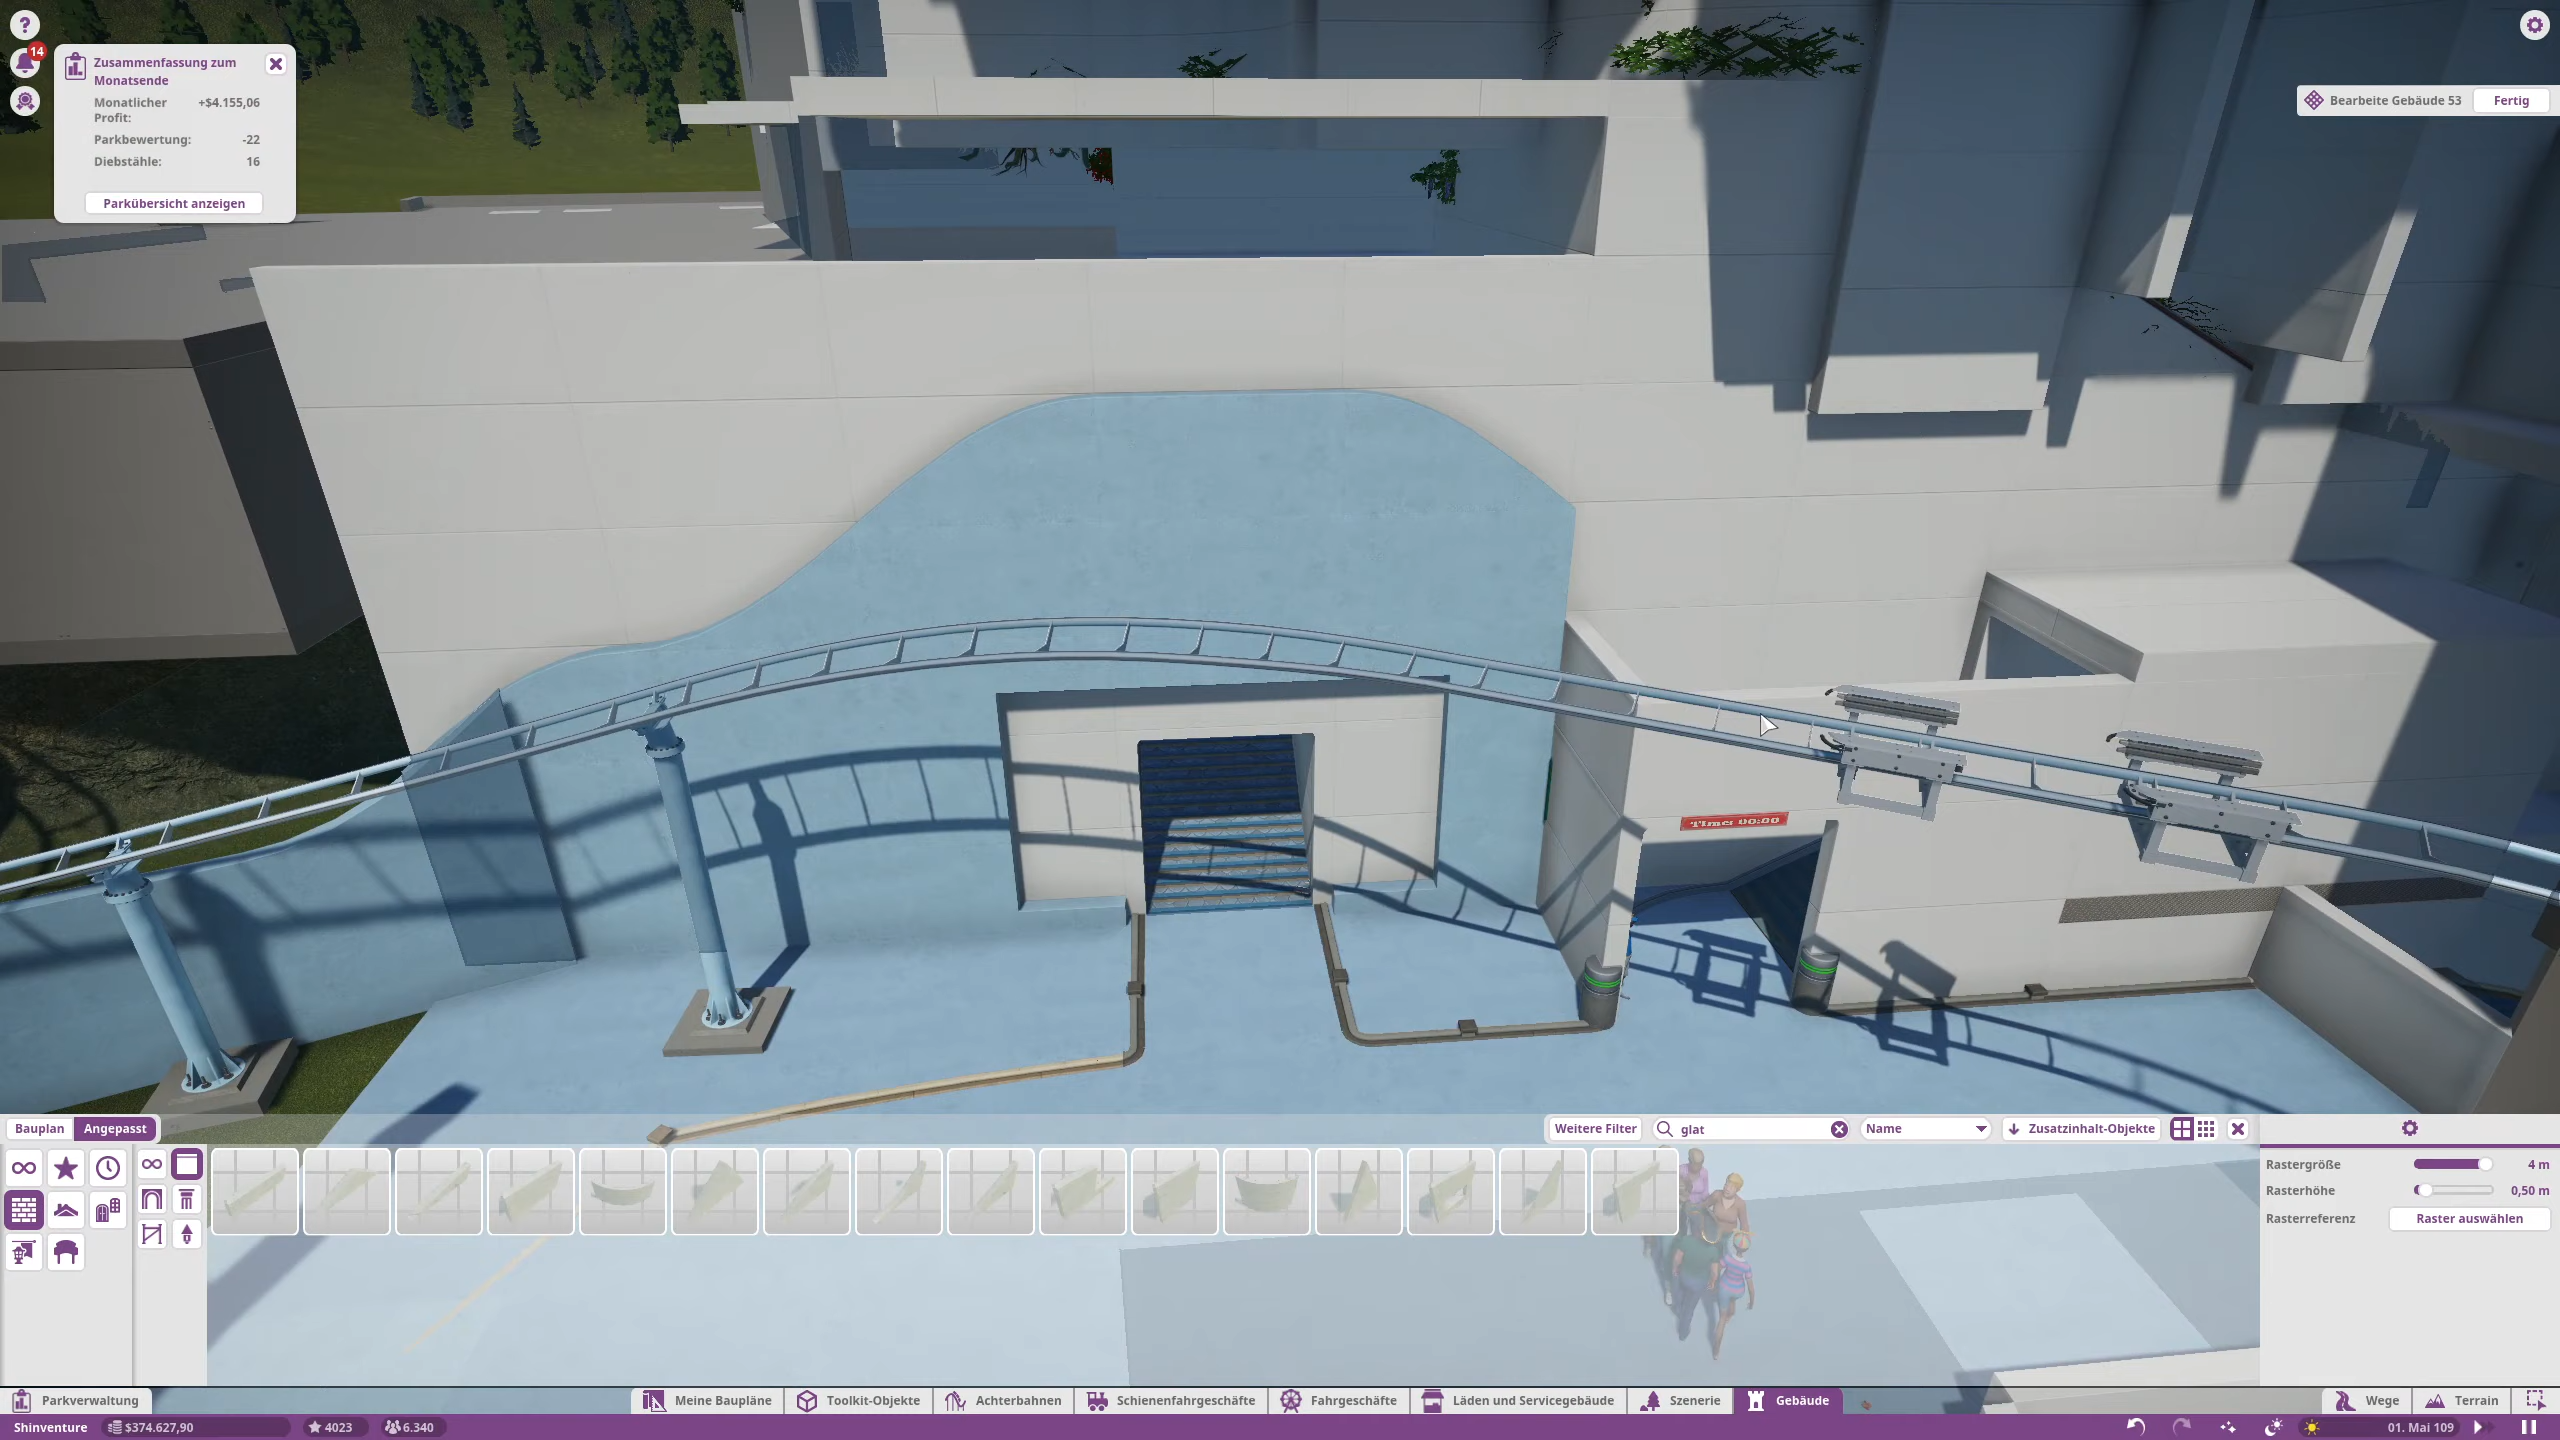 ?
14
Zusammenfassung zum
Monatsende
Monatlicher
Profit:
+$4.155,06
Parkbewertung:
-22
Diebstähle:
16
Parkübersicht anzeigen
Bearbeite Gebäude 53
Fertig
Time: 00:00
Bauplan
Angepasst
Weitere Filter
glat
Name
Zusatzinhalt-Objekte
Rastergröße
4 m
Rasterhöhe
0,50 m
Rasterreferenz
Raster auswählen
Parkverwaltung
Meine Baupläne
Toolkit-Objekte
Achterbahnen
Schienenfahrgeschäfte
Fahrgeschäfte
Läden und Servicegebäude
Szenerie
Gebäude
Wege
Terrain
Shinventure
$374.627,90
4023
6.340
01. Mai 109